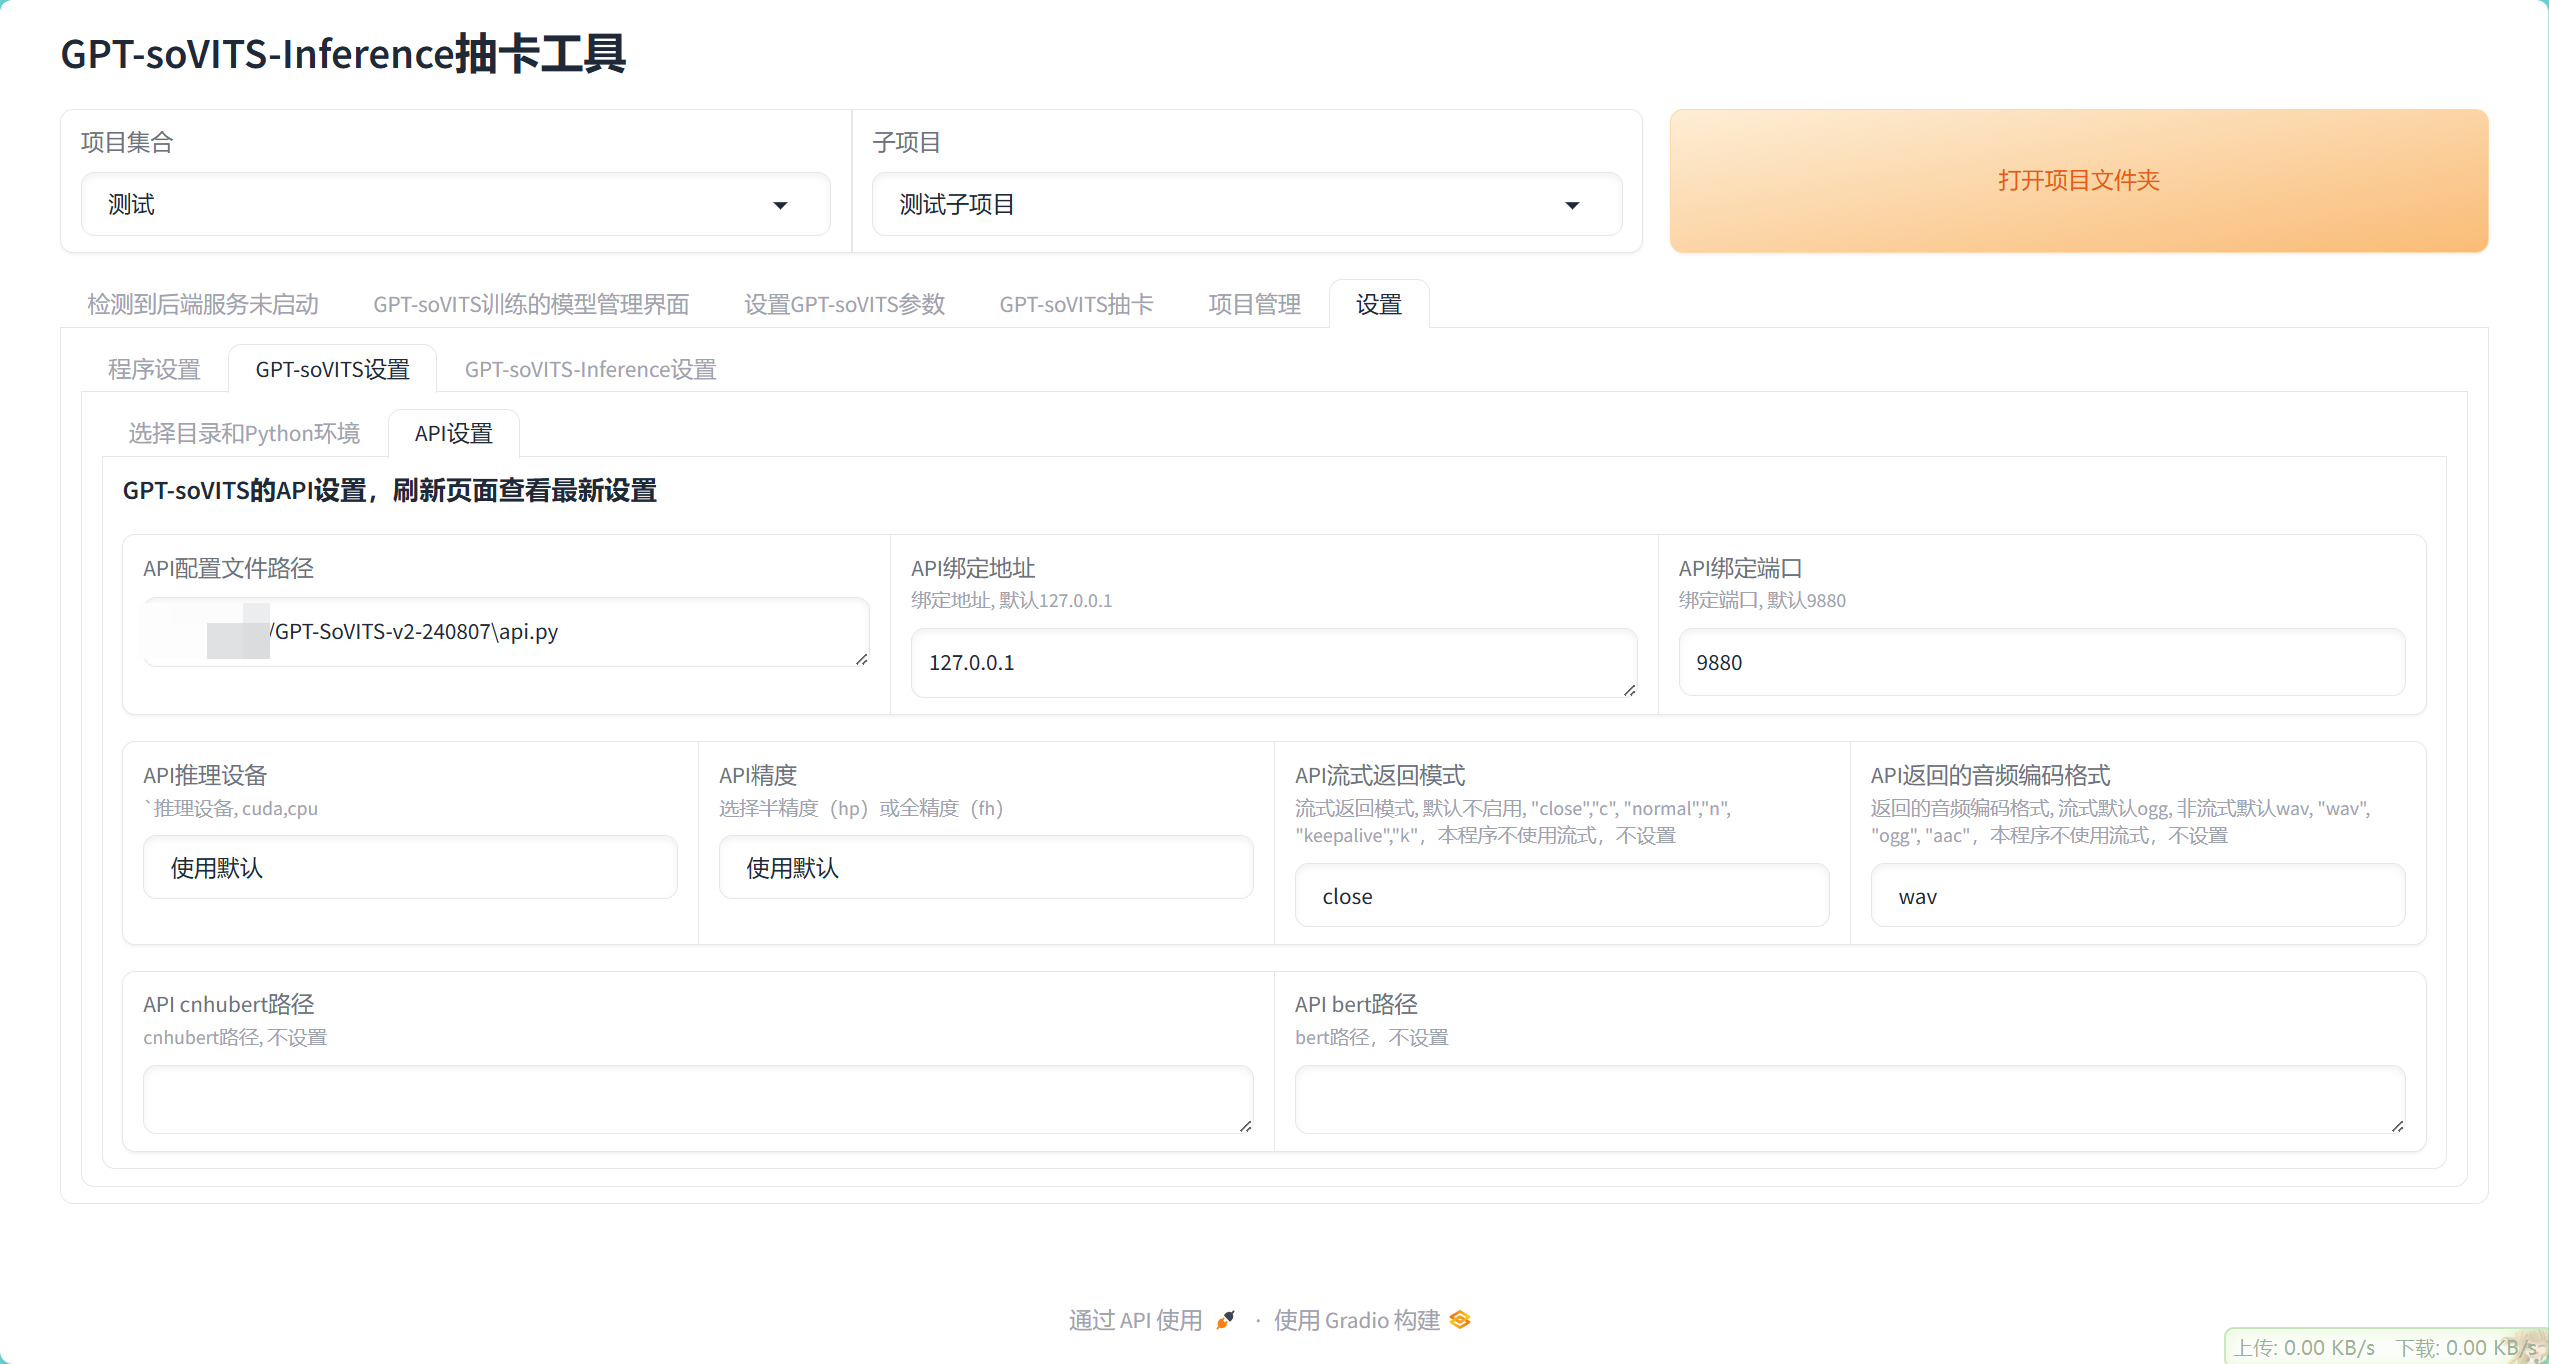 GPT-soVITS-Inference抽卡工具
项目集合
子项目
测试
测试子项目
打开项目文件夹
检测到后端服务未启动
GPT-soVITS训练的模型管理界面
设置GPT-soVITS参数
GPT-soVITS抽卡
项目管理
设置
程序设置
GPT-soVITS设置
GPT-soVITS-Inference设置
选择目录和Python环境
API设置
GPT-soVITS的API设置，刷新页面查看最新设置
API配置文件路径
/GPT-SoVITS-v2-240807\api.py
API绑定地址
绑定地址, 默认127.0.0.1
127.0.0.1
API绑定端口
绑定端口, 默认9880
9880
API推理设备
`推理设备, cuda,cpu
使用默认
API精度
选择半精度（hp）或全精度（fh）
使用默认
API流式返回模式
流式返回模式, 默认不启用, "close","c", "normal","n",
"keepalive","k"，本程序不使用流式，不设置
close
API返回的音频编码格式
返回的音频编码格式, 流式默认ogg, 非流式默认wav, "wav",
"ogg", "aac"，本程序不使用流式，不设置
wav
API cnhubert路径
cnhubert路径, 不设置
API bert路径
bert路径，不设置
通过 API 使用 · 使用 Gradio 构建
上传: 0.00 KB/s 下载: 0.00 KB/s